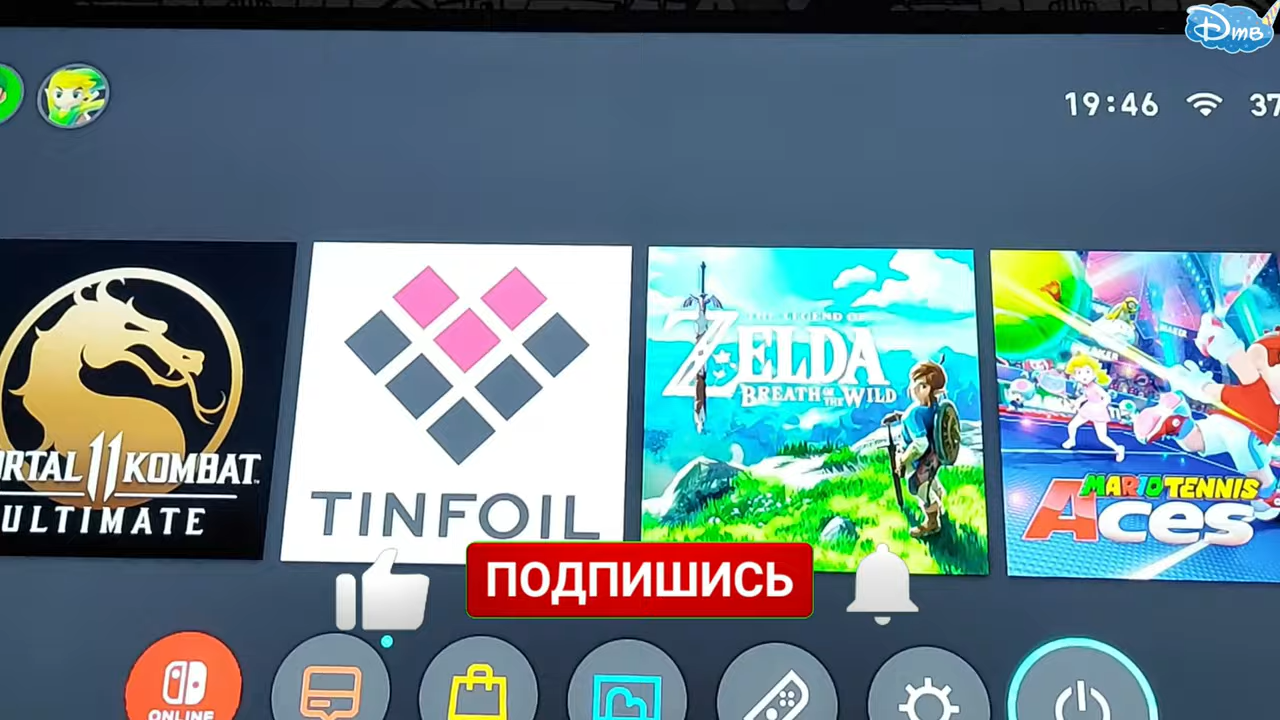 DmB
19:46
37
THE LEGEND OF
ZELDA
BREATH OF THE WILD
MARIO TENNIS
ACES
RTAL 11 KOMBAT
ULTIMATE
TINFOIL
ПОДПИШИСЬ
ONLINE